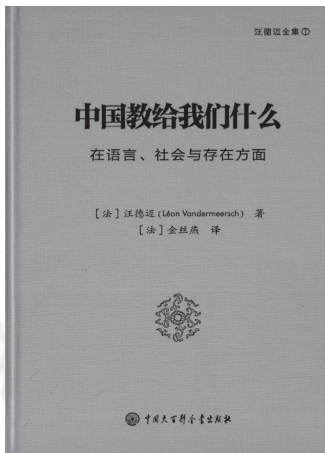 汪德迈全集①
中国教给我们什么
在语言、社会与存在方面
[法]汪德迈(Léon Vandermeersch) 著
[法]金丝燕 译
中国大百科全书出版社